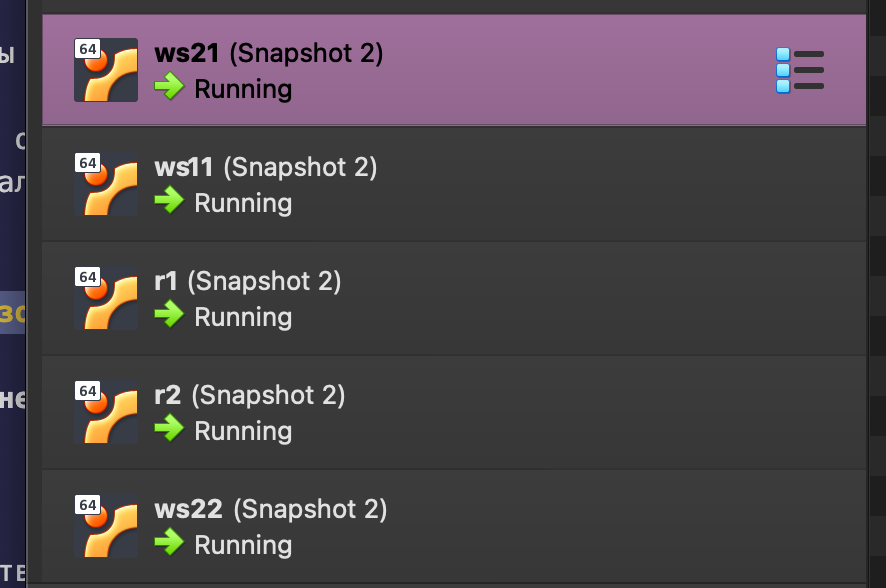 64
ws21 (Snapshot 2)
Running
64
ws11 (Snapshot 2)
Running
64
r1 (Snapshot 2)
Running
64
r2 (Snapshot 2)
Running
64
ws22 (Snapshot 2)
Running